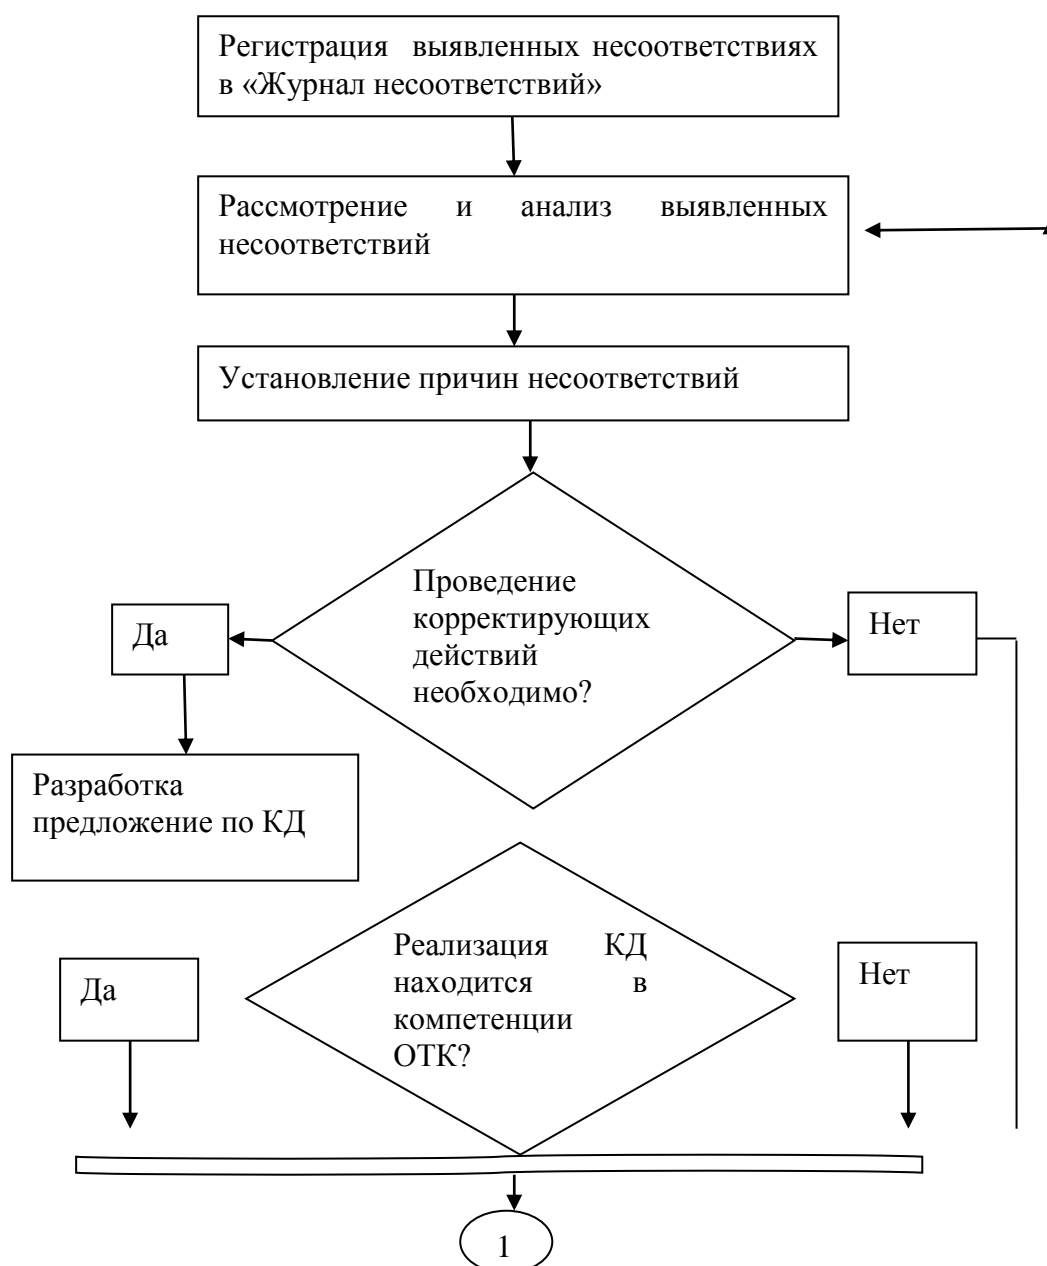 Регистрация выявленных несоответствиях
в «Журнал несоответствий»
Рассмотрение и анализ выявленных
несоответствий
Установление причин несоответствий
Проведение
корректирующих
действий
необходимо?
Да
Нет
Разработка
предложение по КД
Реализация КД
находится в
компетенции
ОТК?
Да
Нет
1